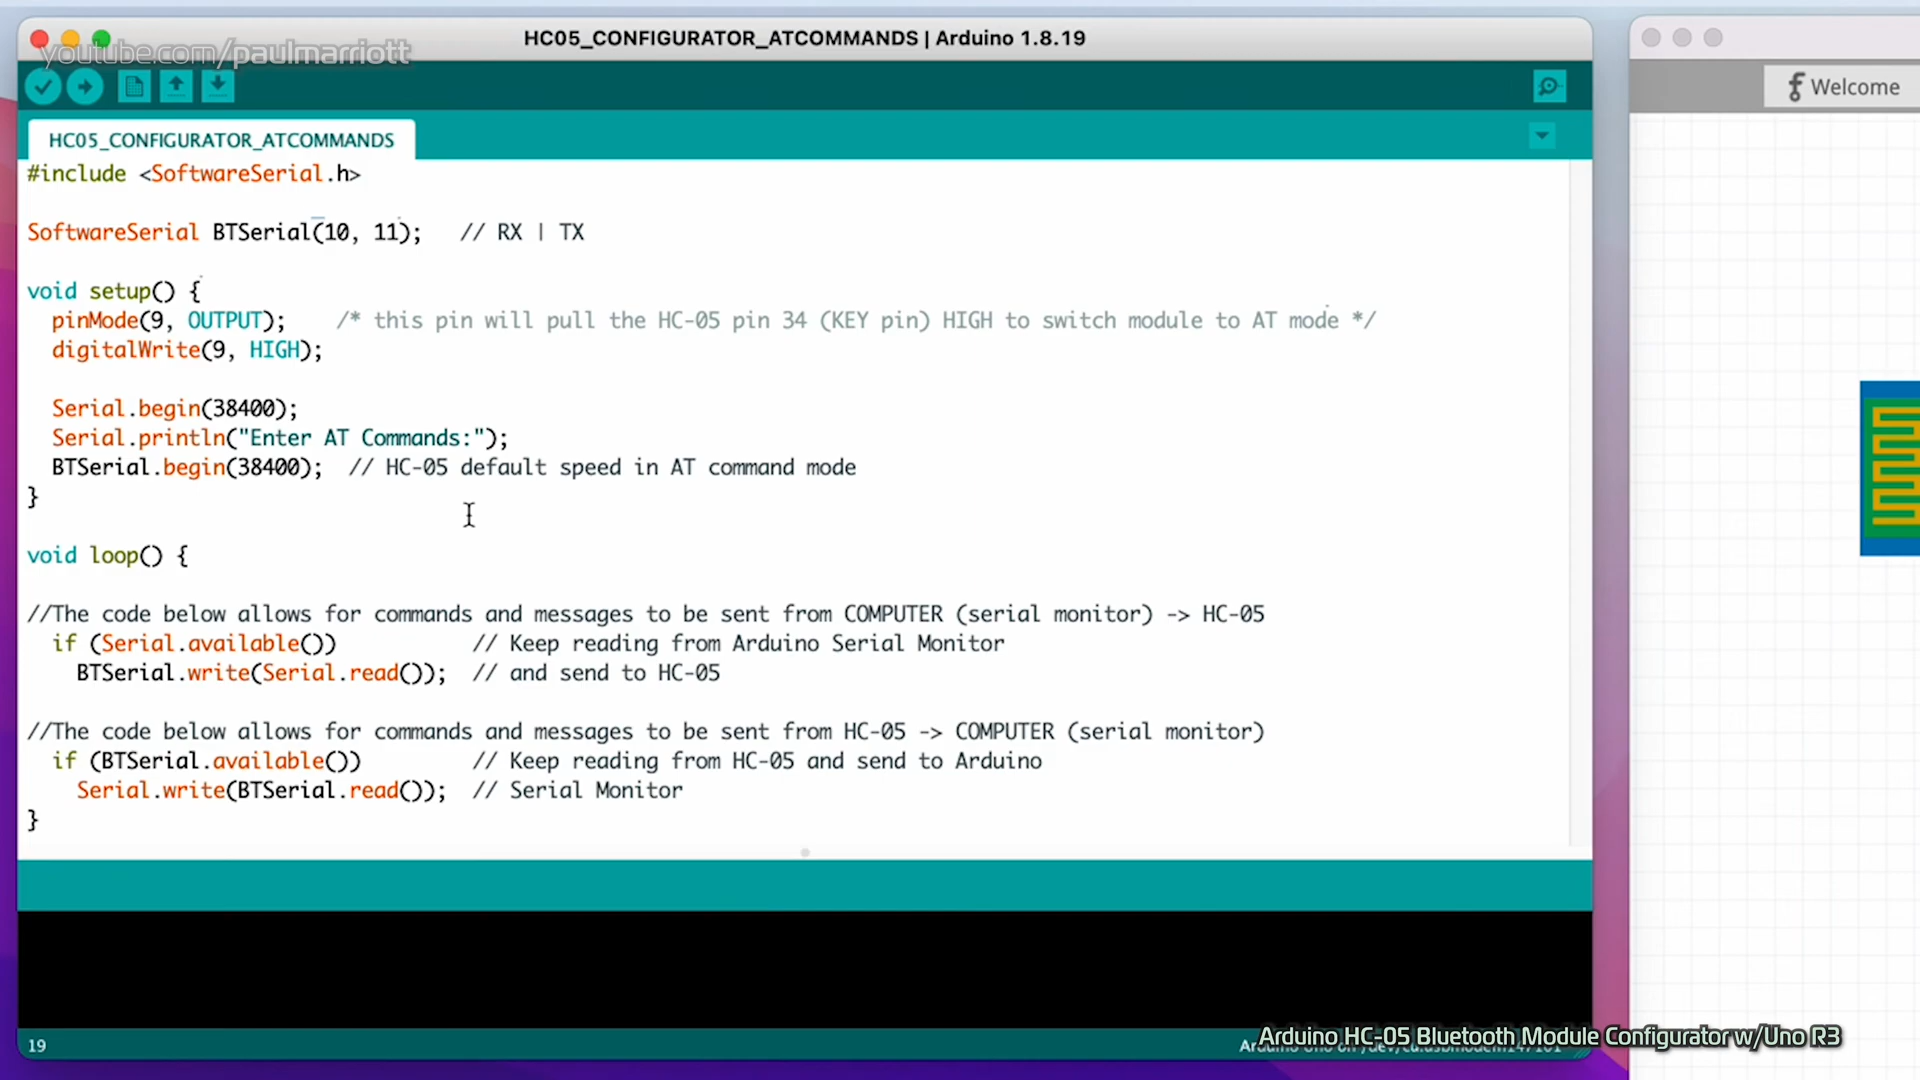 youtube.com/paulmarriott
HC05_CONFIGURATOR_ATCOMMANDS | Arduino 1.8.19
Welcome
HC05_CONFIGURATOR_ATCOMMANDS
#include <SoftwareSerial.h>
SoftwareSerial BTSerial(10, 11);   // RX | TX
void setup() {
  pinMode(9, OUTPUT);    /* this pin will pull the HC-05 pin 34 (KEY pin) HIGH to switch module to AT mode */
  digitalWrite(9, HIGH);
  Serial.begin(38400);
  Serial.println("Enter AT Commands:");
  BTSerial.begin(38400);  // HC-05 default speed in AT command mode
}
void loop() {
//The code below allows for commands and messages to be sent from COMPUTER (serial monitor) -> HC-05
  if (Serial.available())           // Keep reading from Arduino Serial Monitor
    BTSerial.write(Serial.read());  // and send to HC-05
//The code below allows for commands and messages to be sent from HC-05 -> COMPUTER (serial monitor)
  if (BTSerial.available())         // Keep reading from HC-05 and send to Arduino
    Serial.write(BTSerial.read());  // Serial Monitor
}
Arduino HC-05 Bluetooth Module Configurator w/Uno R3
19